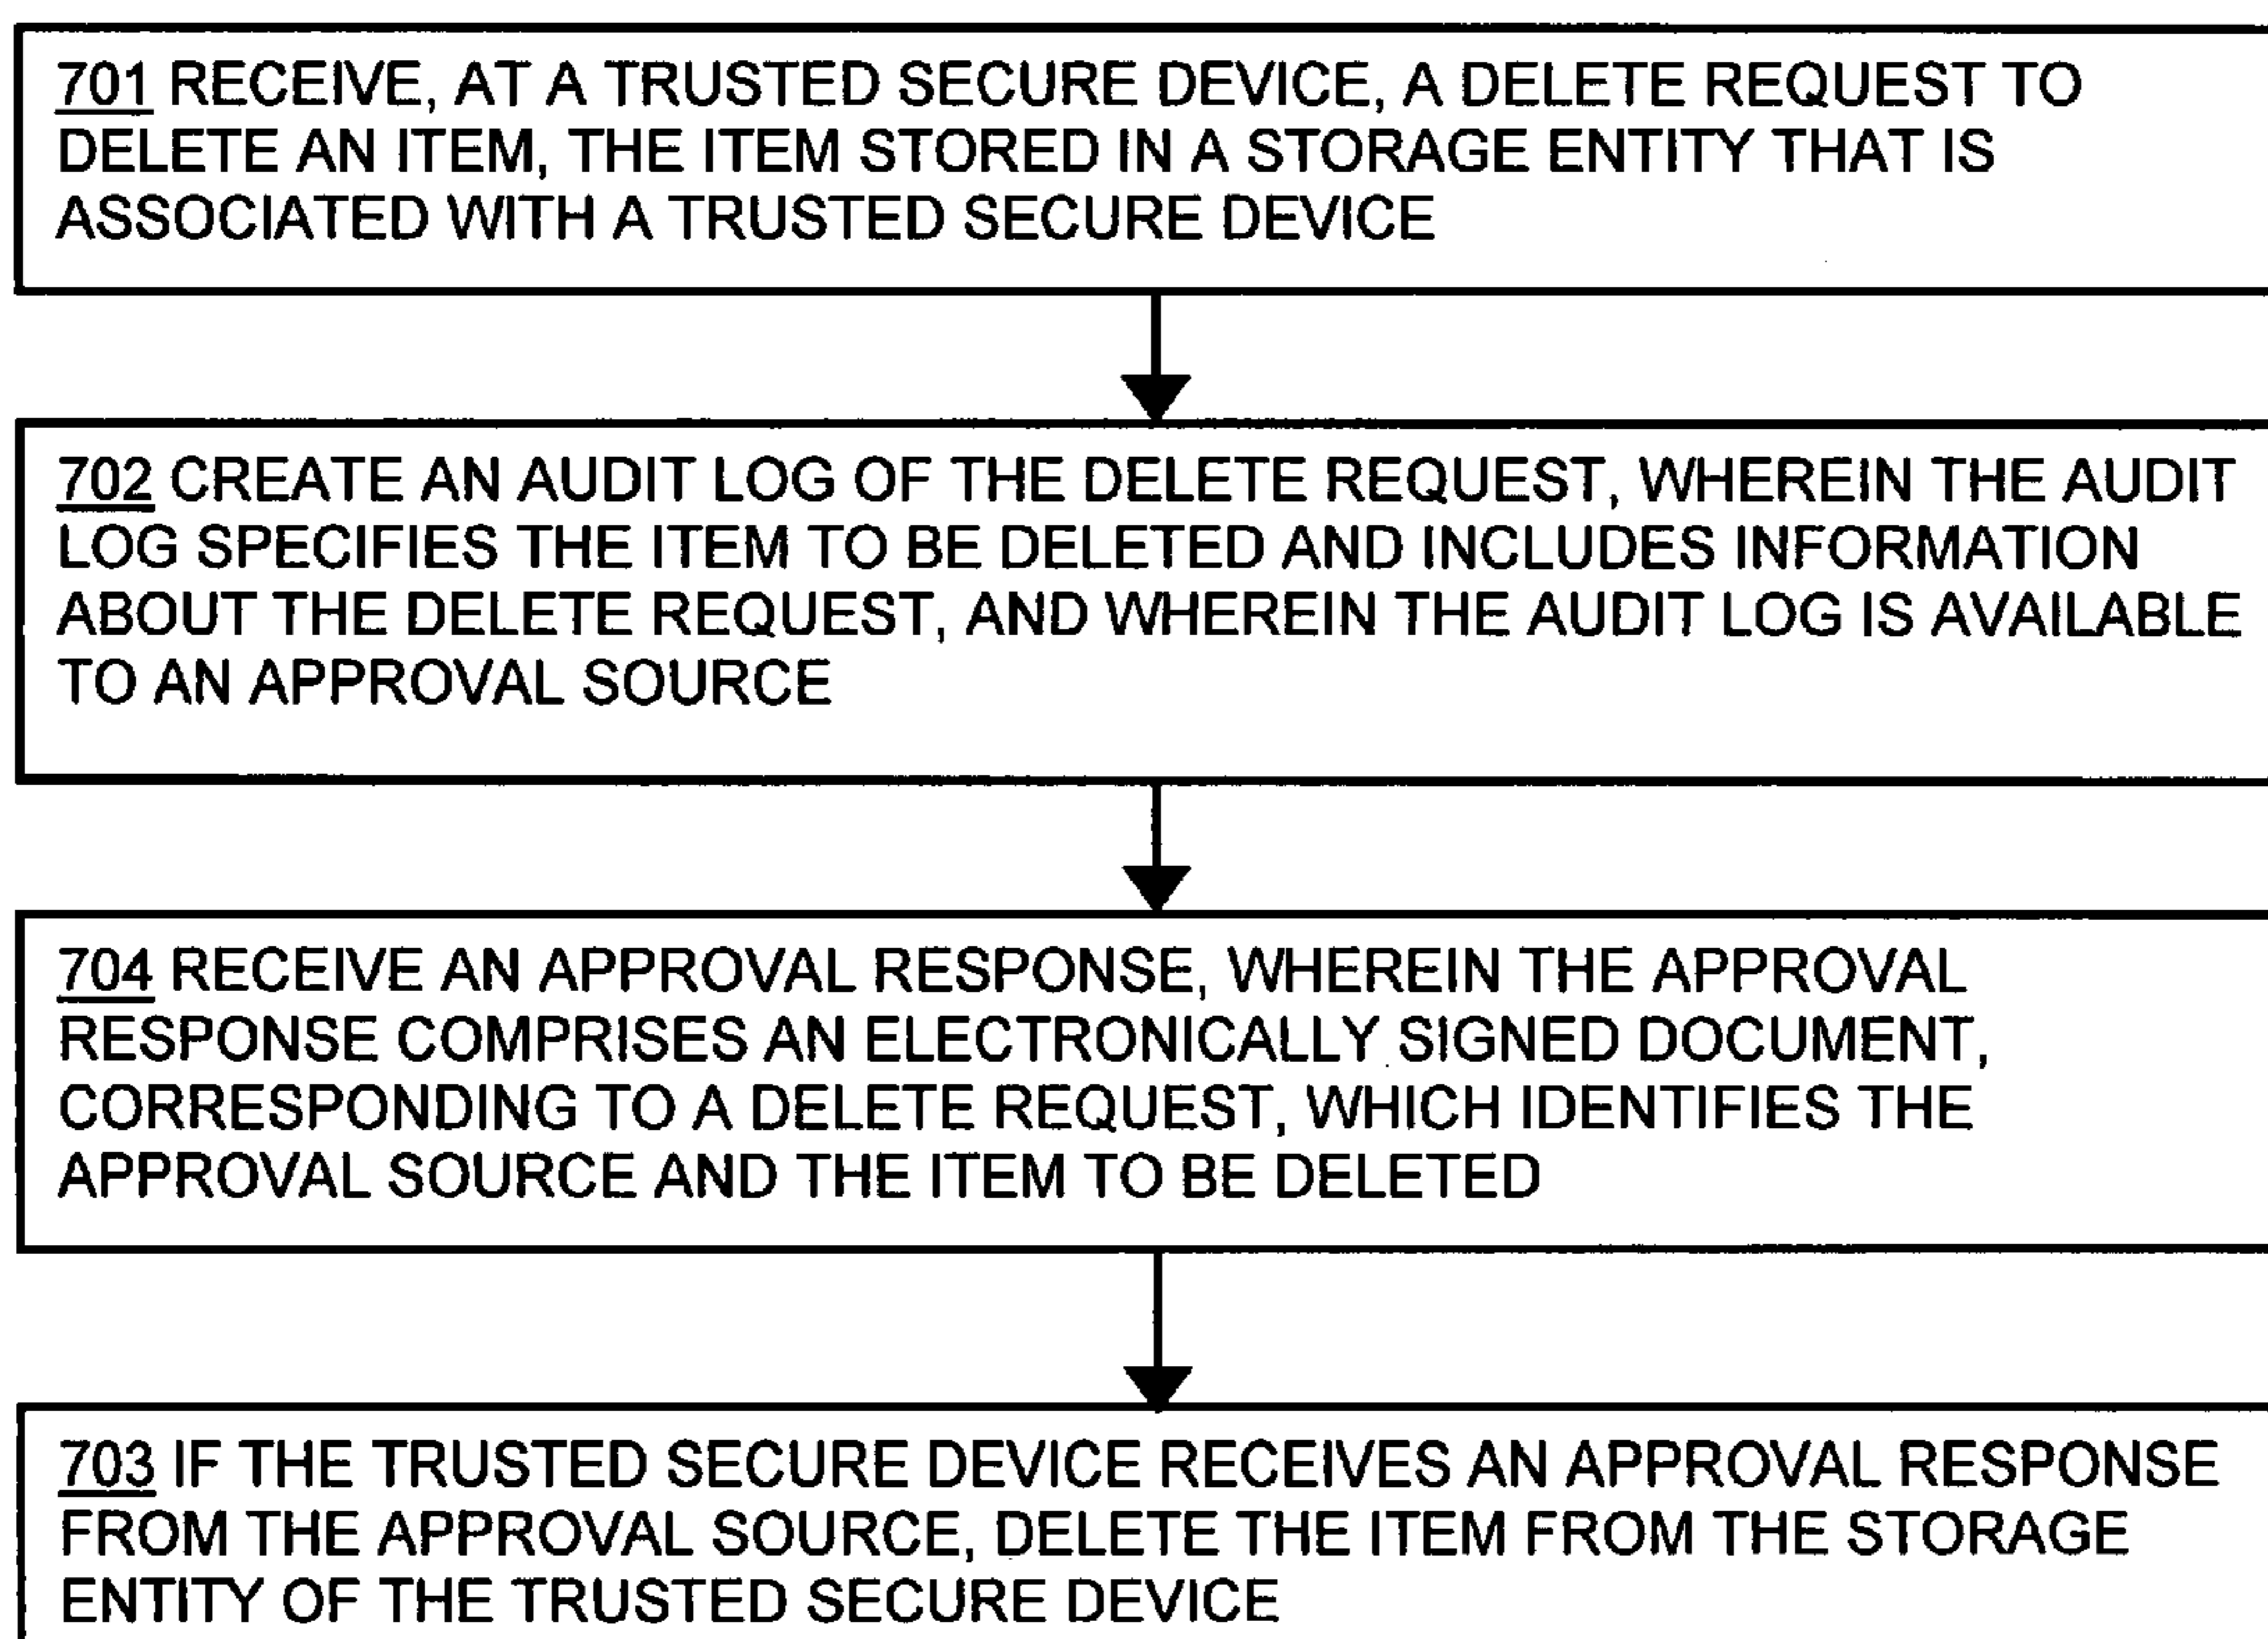 701 RECEIVE, AT A TRUSTED SECURE DEVICE, A DELETE REQUEST TO
DELETE AN ITEM, THE ITEM STORED IN A STORAGE ENTITY THAT IS
ASSOCIATED WITH A TRUSTED SECURE DEVICE
702 CREATE AN AUDIT LOG OF THE DELETE REQUEST, WHEREIN THE AUDIT
LOG SPECIFIES THE ITEM TO BE DELETED AND INCLUDES INFORMATION
ABOUT THE DELETE REQUEST, AND WHEREIN THE AUDIT LOG IS AVAILABLE
TO AN APPROVAL SOURCE
704 RECEIVE AN APPROVAL RESPONSE, WHEREIN THE APPROVAL
RESPONSE COMPRISES AN ELECTRONICALLY SIGNED DOCUMENT,
CORRESPONDING TO A DELETE REQUEST, WHICH IDENTIFIES THE
APPROVAL SOURCE AND THE ITEM TO BE DELETED
703 IF THE TRUSTED SECURE DEVICE RECEIVES AN APPROVAL RESPONSE
FROM THE APPROVAL SOURCE, DELETE THE ITEM FROM THE STORAGE
ENTITY OF THE TRUSTED SECURE DEVICE